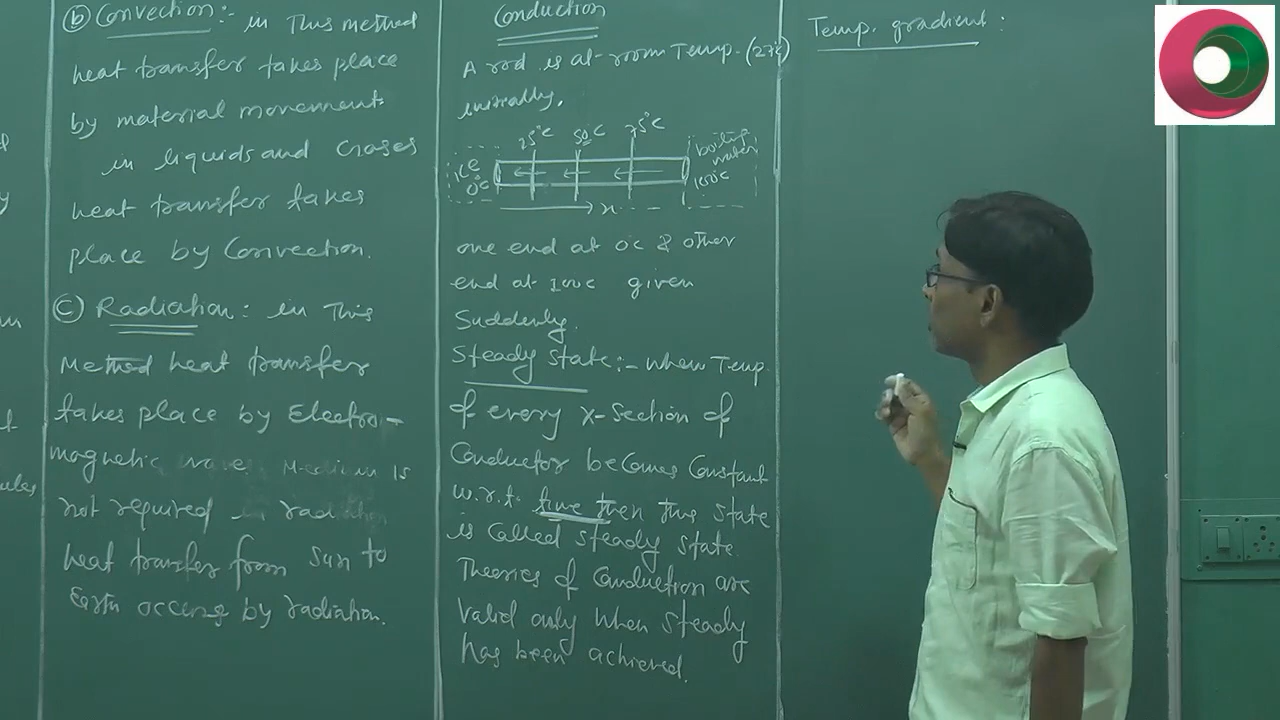 (b) Convection:- in This method
heat transfer takes place
by material movement.
in liquids and Gases
heat transfer takes
place by Convection.
(c) Radiation: in This
Method heat transfer
takes place by Electro-
magnetic wave. Medium is
not required in radiation
heat transfer from Sun to
Earth occurs by radiation.
Conduction
A rod is at room Temp. (27°C)
initially.
25°C 50°C 75°C
ice
0°C
boiling
water
100°C
x
one end at 0°C & other
end at 100°C given
Suddenly.
Steady state:- When Temp.
of every x-section of
Conductor becomes Constant
w.r.t. time then this state
is called steady state.
Theories of Conduction are
valid only when steady
has been achieved.
Temp. gradient: